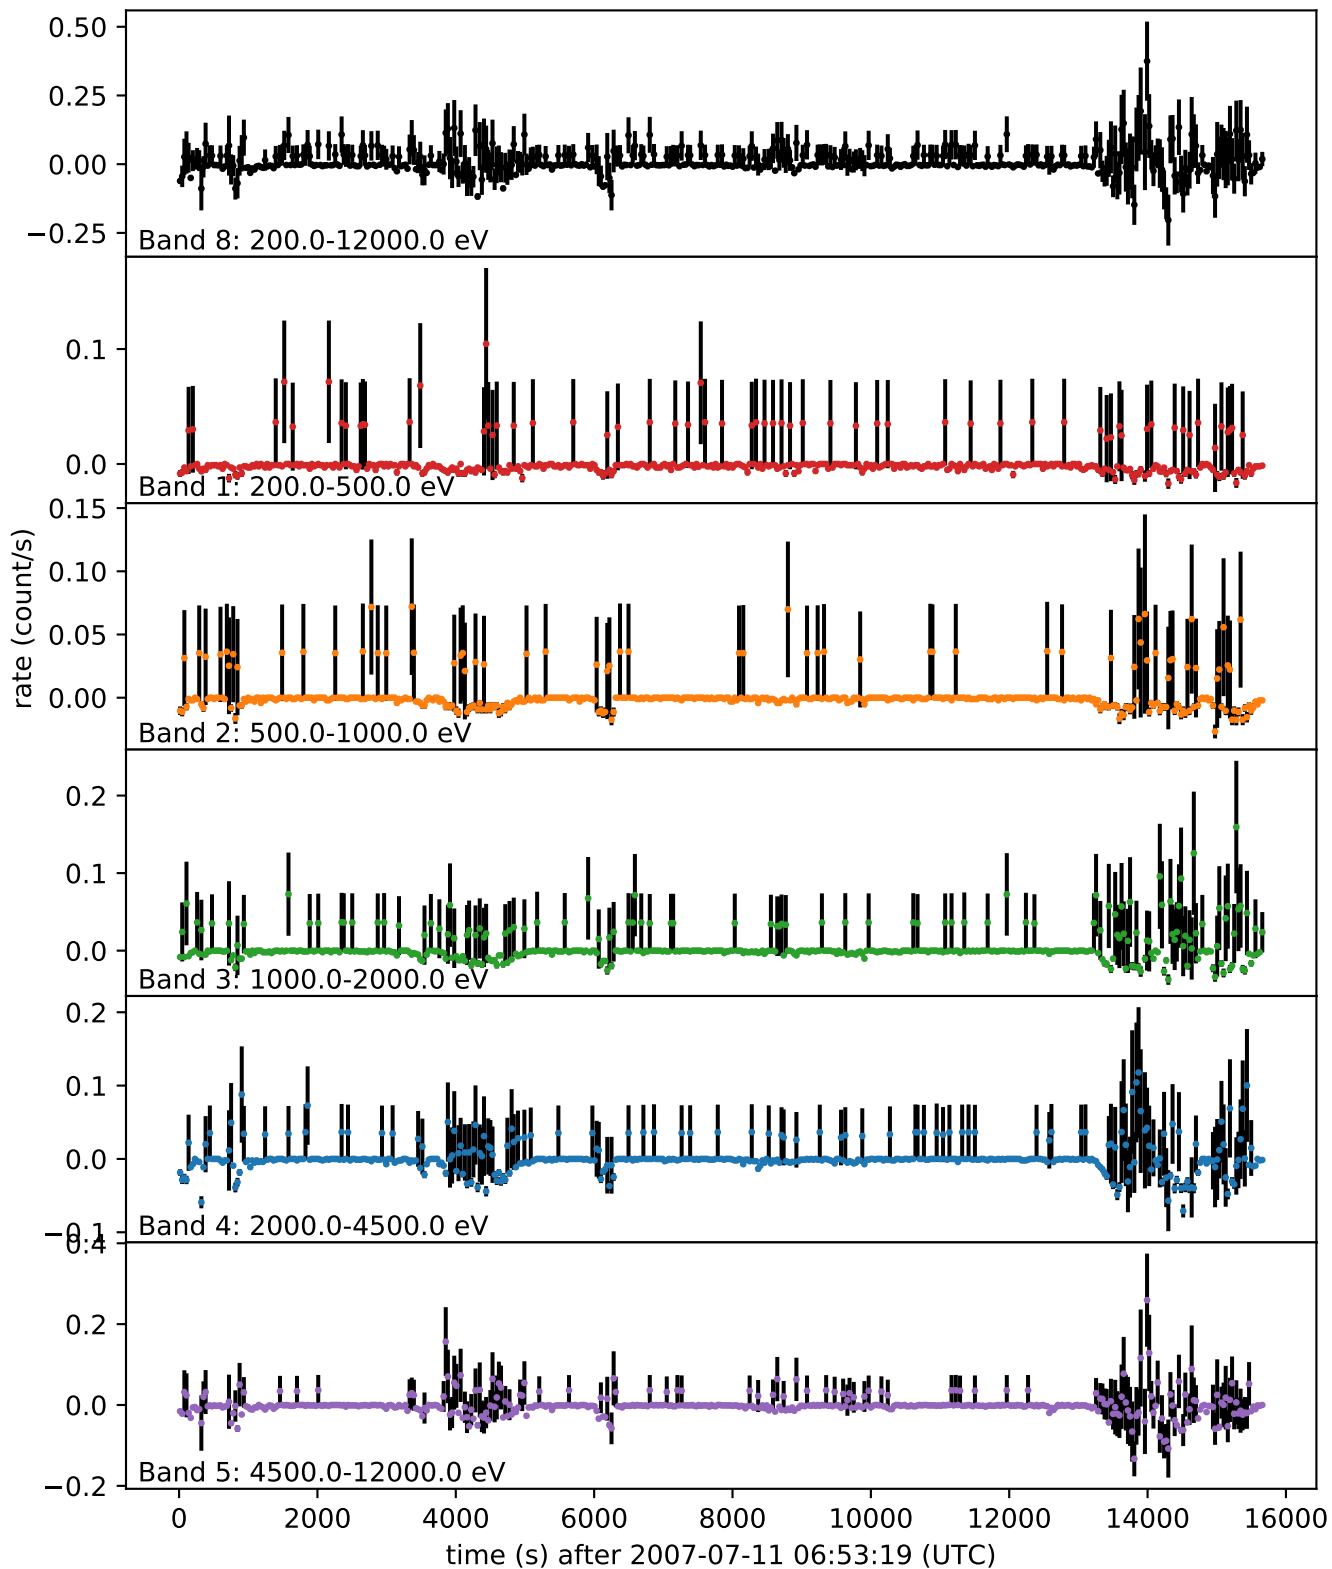 0.50
0.25
0.00
−0.25
Band 8: 200.0-12000.0 eV
0.1
0.0
Band 1: 200.0-500.0 eV
0.15
0.10
0.05
0.00
Band 2: 500.0-1000.0 eV
rate (count/s)
0.2
0.1
0.0
Band 3: 1000.0-2000.0 eV
0.2
0.1
0.0
−0.1
Band 4: 2000.0-4500.0 eV
0.4
0.2
0.0
−0.2
Band 5: 4500.0-12000.0 eV
0 2000 4000 6000 8000 10000 12000 14000 16000
time (s) after 2007-07-11 06:53:19 (UTC)